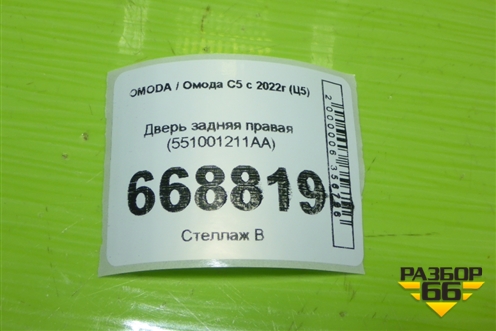 OMODA / Омода С5 с 2022г (Ц5)
Дверь задняя правая
(551001211AA)
668819
Стеллаж В
РАЗБОР
66